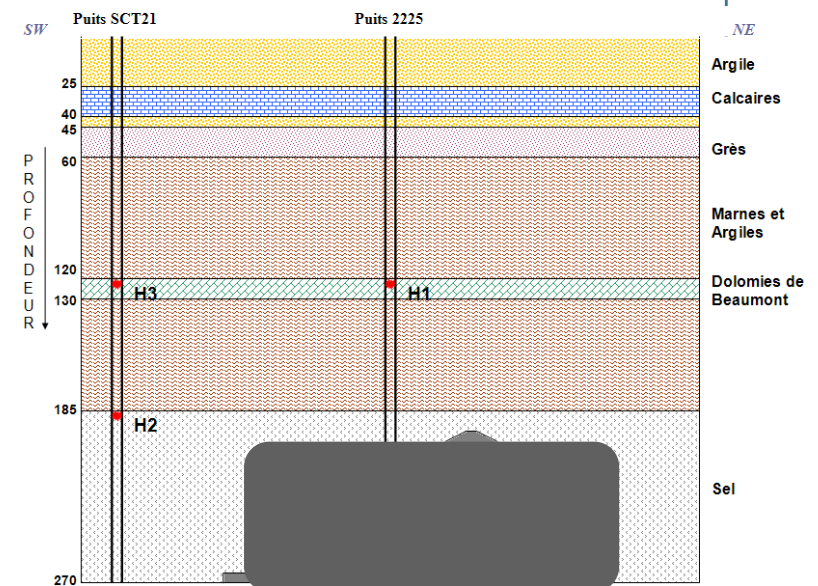 Puits SCT21
Puits 2225
SW
NE
Argile
25
Calcaires
40
45
Grès
60
PROFONDEUR
Marnes et
Argiles
120
Dolomies de
Beaumont
H3
H1
130
185
H2
Sel
270